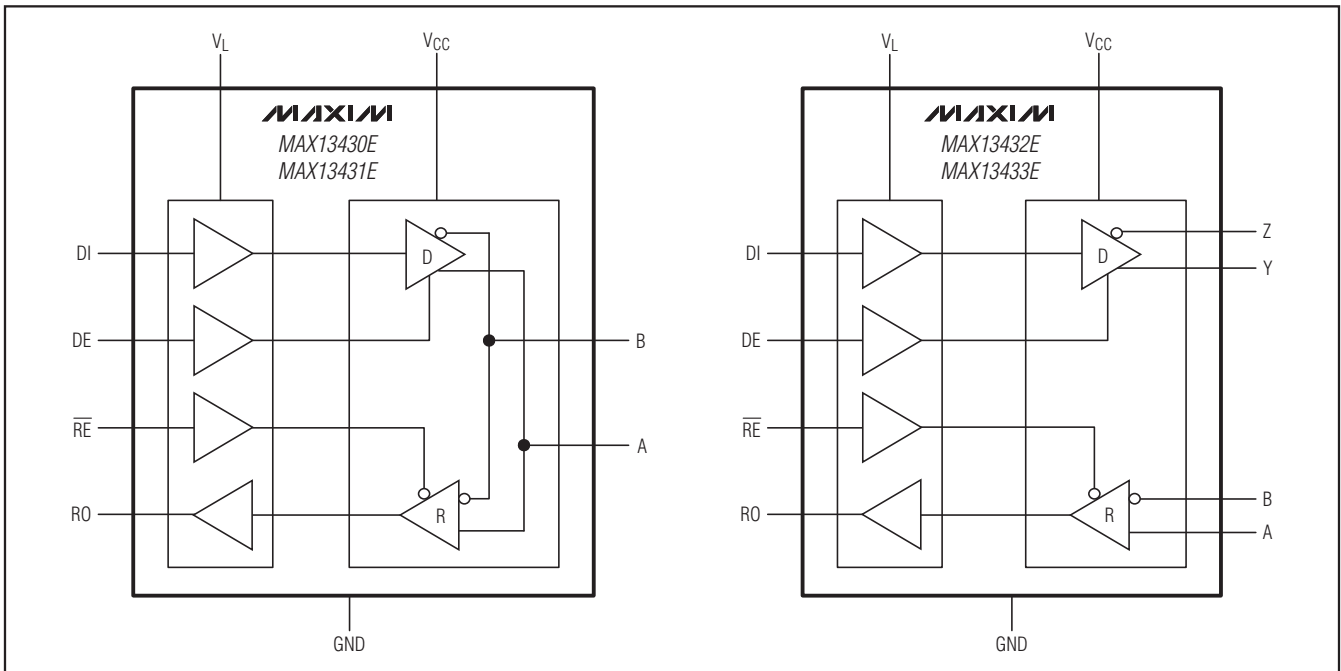 VL
VCC
MAXIM
MAX13430E
MAX13431E
DI
D
DE
B
RE
A
RO
R
GND
VL
VCC
MAXIM
MAX13432E
MAX13433E
DI
D
Z
Y
DE
RE
RO
R
B
A
GND